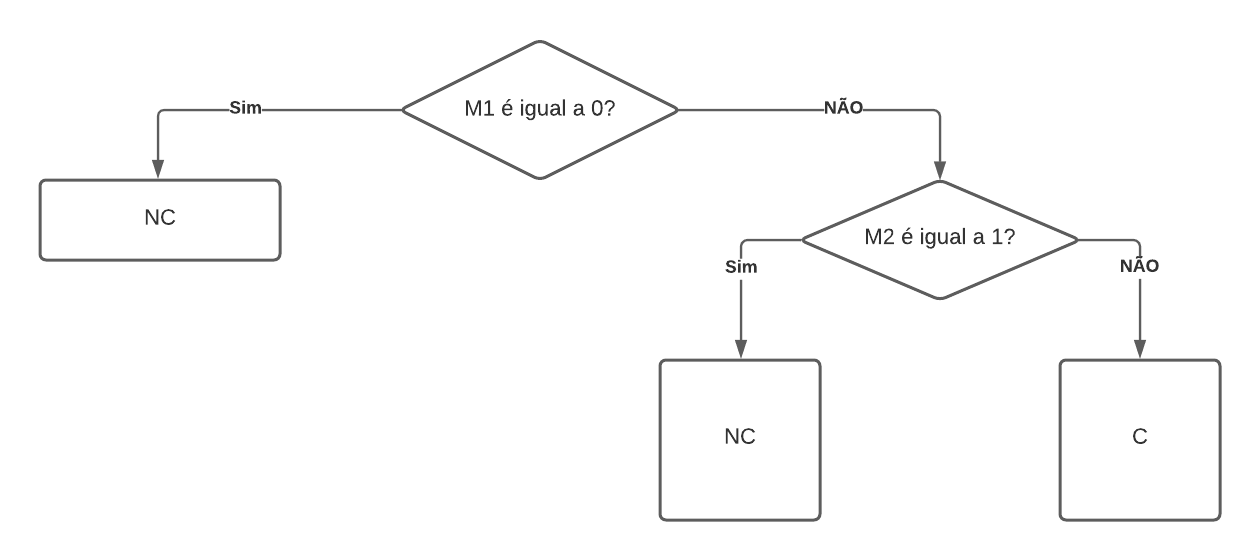 M1 é igual a 0?
Sim
NÃO
NC
M2 é igual a 1?
Sim
NÃO
NC
C